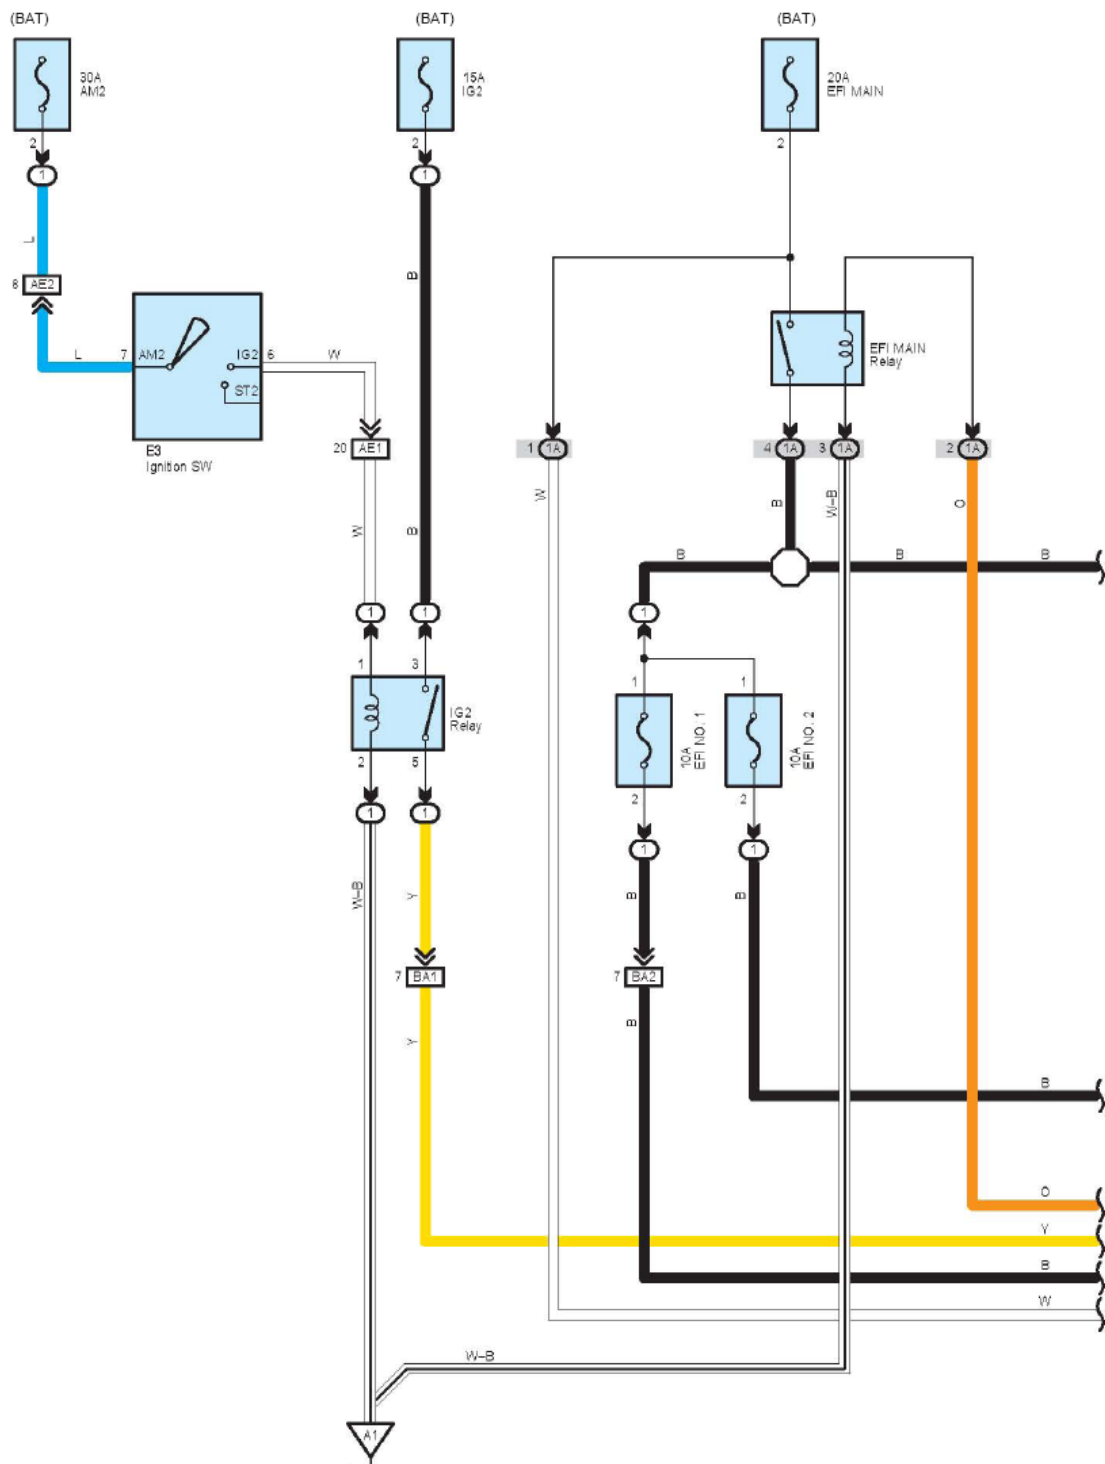 (BAT)
(BAT)
(BAT)
30A
AM2
15A
IG2
20A
EFI MAIN
2
2
2
1
1
L
B
8 AE2
L
7
AM2
IG2
6
W
ST2
E3
Ignition SW
20 AE1
EFI MAIN
Relay
1 1A
4 1A
3 1A
2 1A
W
B
W
B
W-B
O
B
B
B
1
1
1
1
3
IG2
Relay
2
5
1
1
10A
EFI NO. 1
10A
EFI NO. 2
2
2
1
1
1
1
W-B
Y
B
B
7 BA1
7 BA2
Y
B
B
O
Y
B
W
W-B
A1